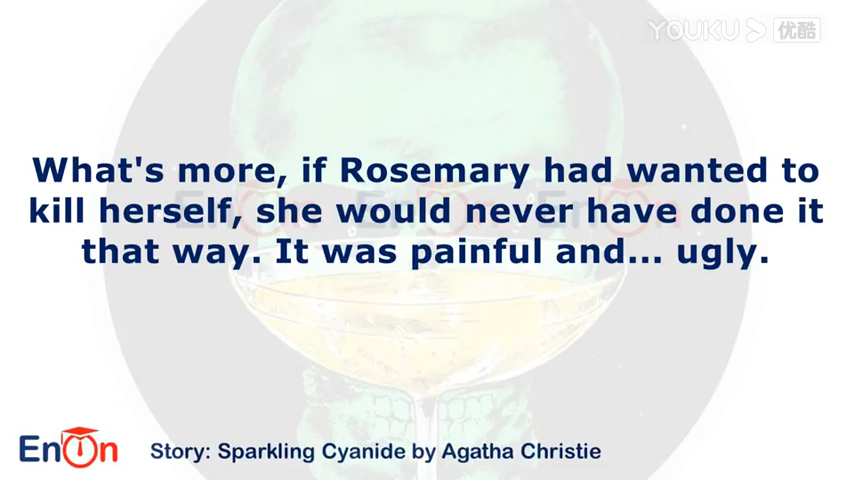 YOUKU 优酷
What's more, if Rosemary had wanted to
kill herself, she would never have done it
that way. It was painful and... ugly.
EnOn
Story: Sparkling Cyanide by Agatha Christie